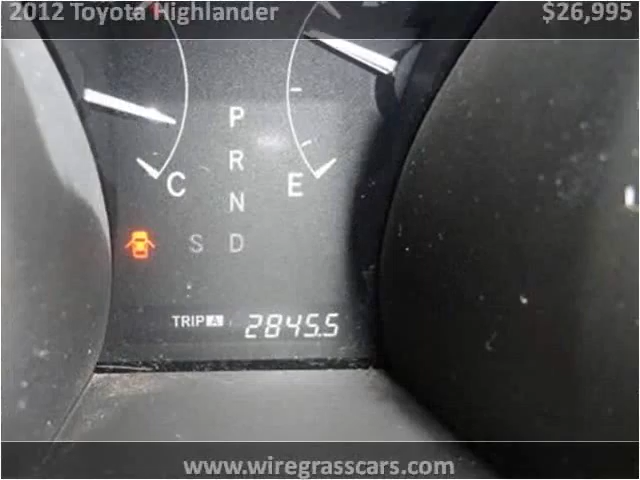 2012 Toyota Highlander $26,995
P
R
C E
N
S D
TRIP A 2845.5
www.wiregrasscars.com